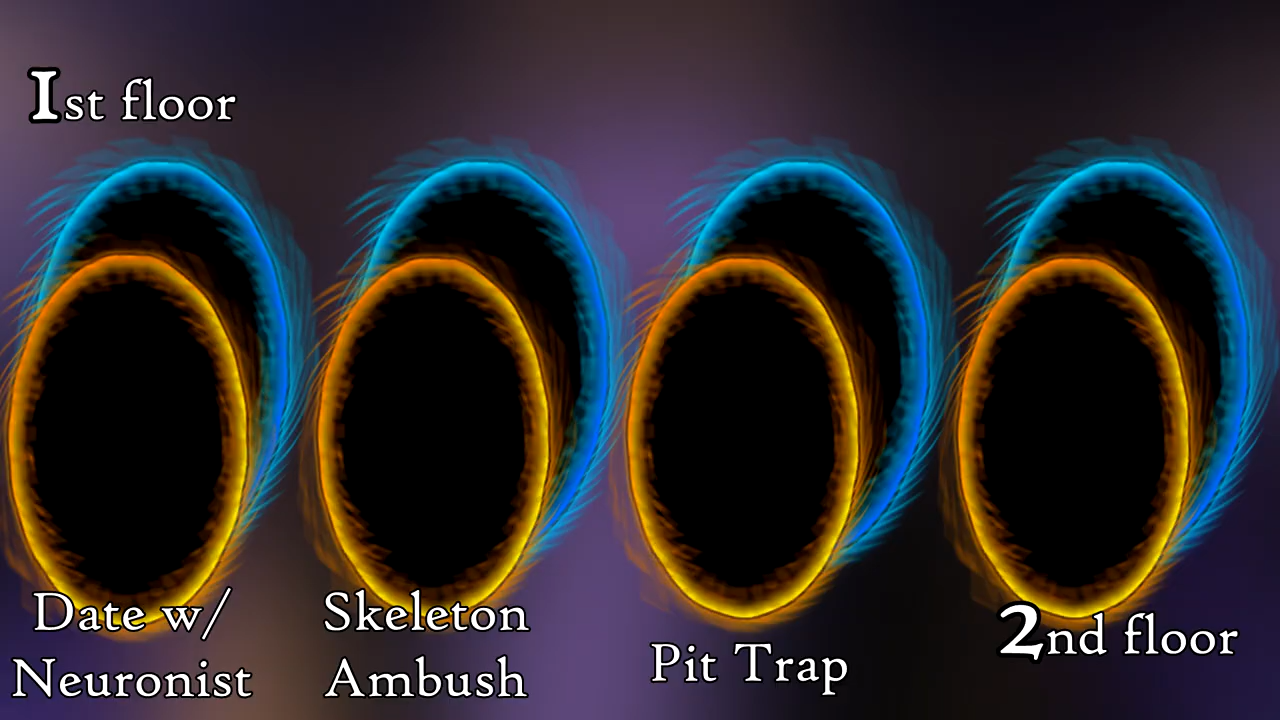 1st floor
Date w/
Neuronist
Skeleton
Ambush
Pit Trap
2nd floor